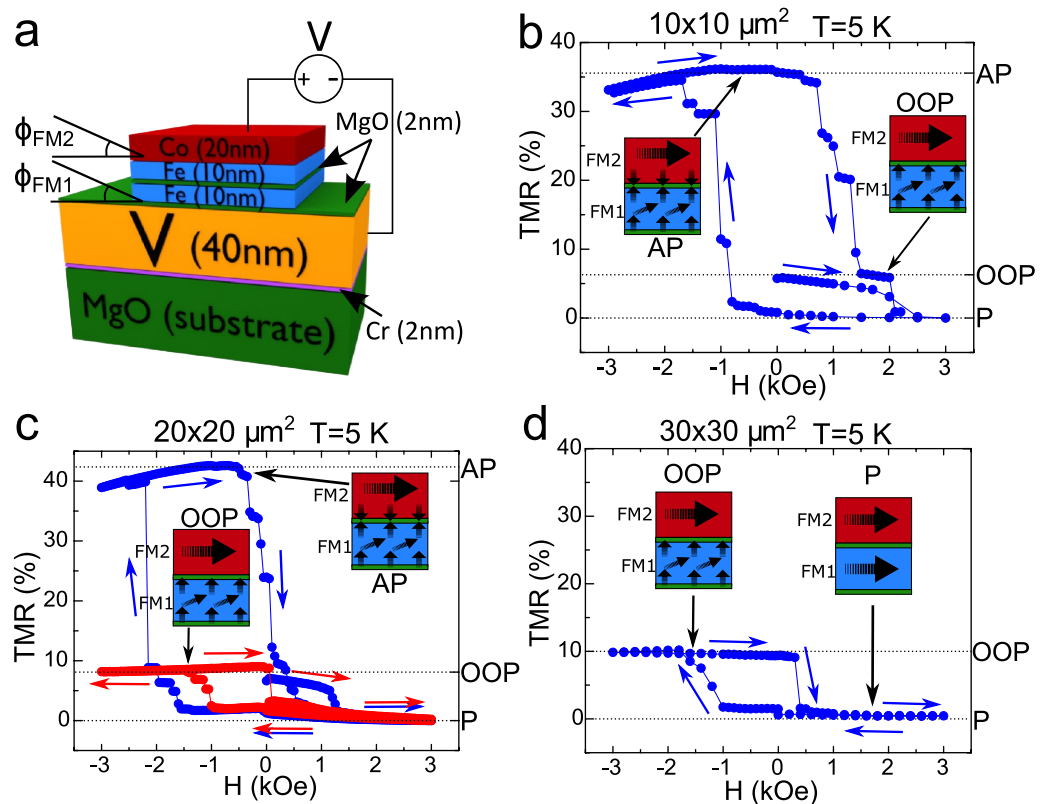 a
V
+ -
MgO (2nm)
ϕFM2
ϕFM1
Co (20nm)
Fe (10nm)
Fe (10nm)
V (40nm)
MgO (substrate)
Cr (2nm)
b
10x10 µm² T=5 K
TMR (%)
40
30
20
10
0
AP
OOP
P
FM2
FM1
AP
OOP
FM2
FM1
-3 -2 -1 0 1 2 3
H (kOe)
c
20x20 µm² T=5 K
TMR (%)
40
30
20
10
0
AP
OOP
P
OOP
FM2
FM1
FM2
FM1
AP
-3 -2 -1 0 1 2 3
H (kOe)
d
30x30 µm² T=5 K
TMR (%)
40
30
20
10
0
OOP
P
OOP
FM2
FM1
P
FM2
FM1
-3 -2 -1 0 1 2 3
H (kOe)